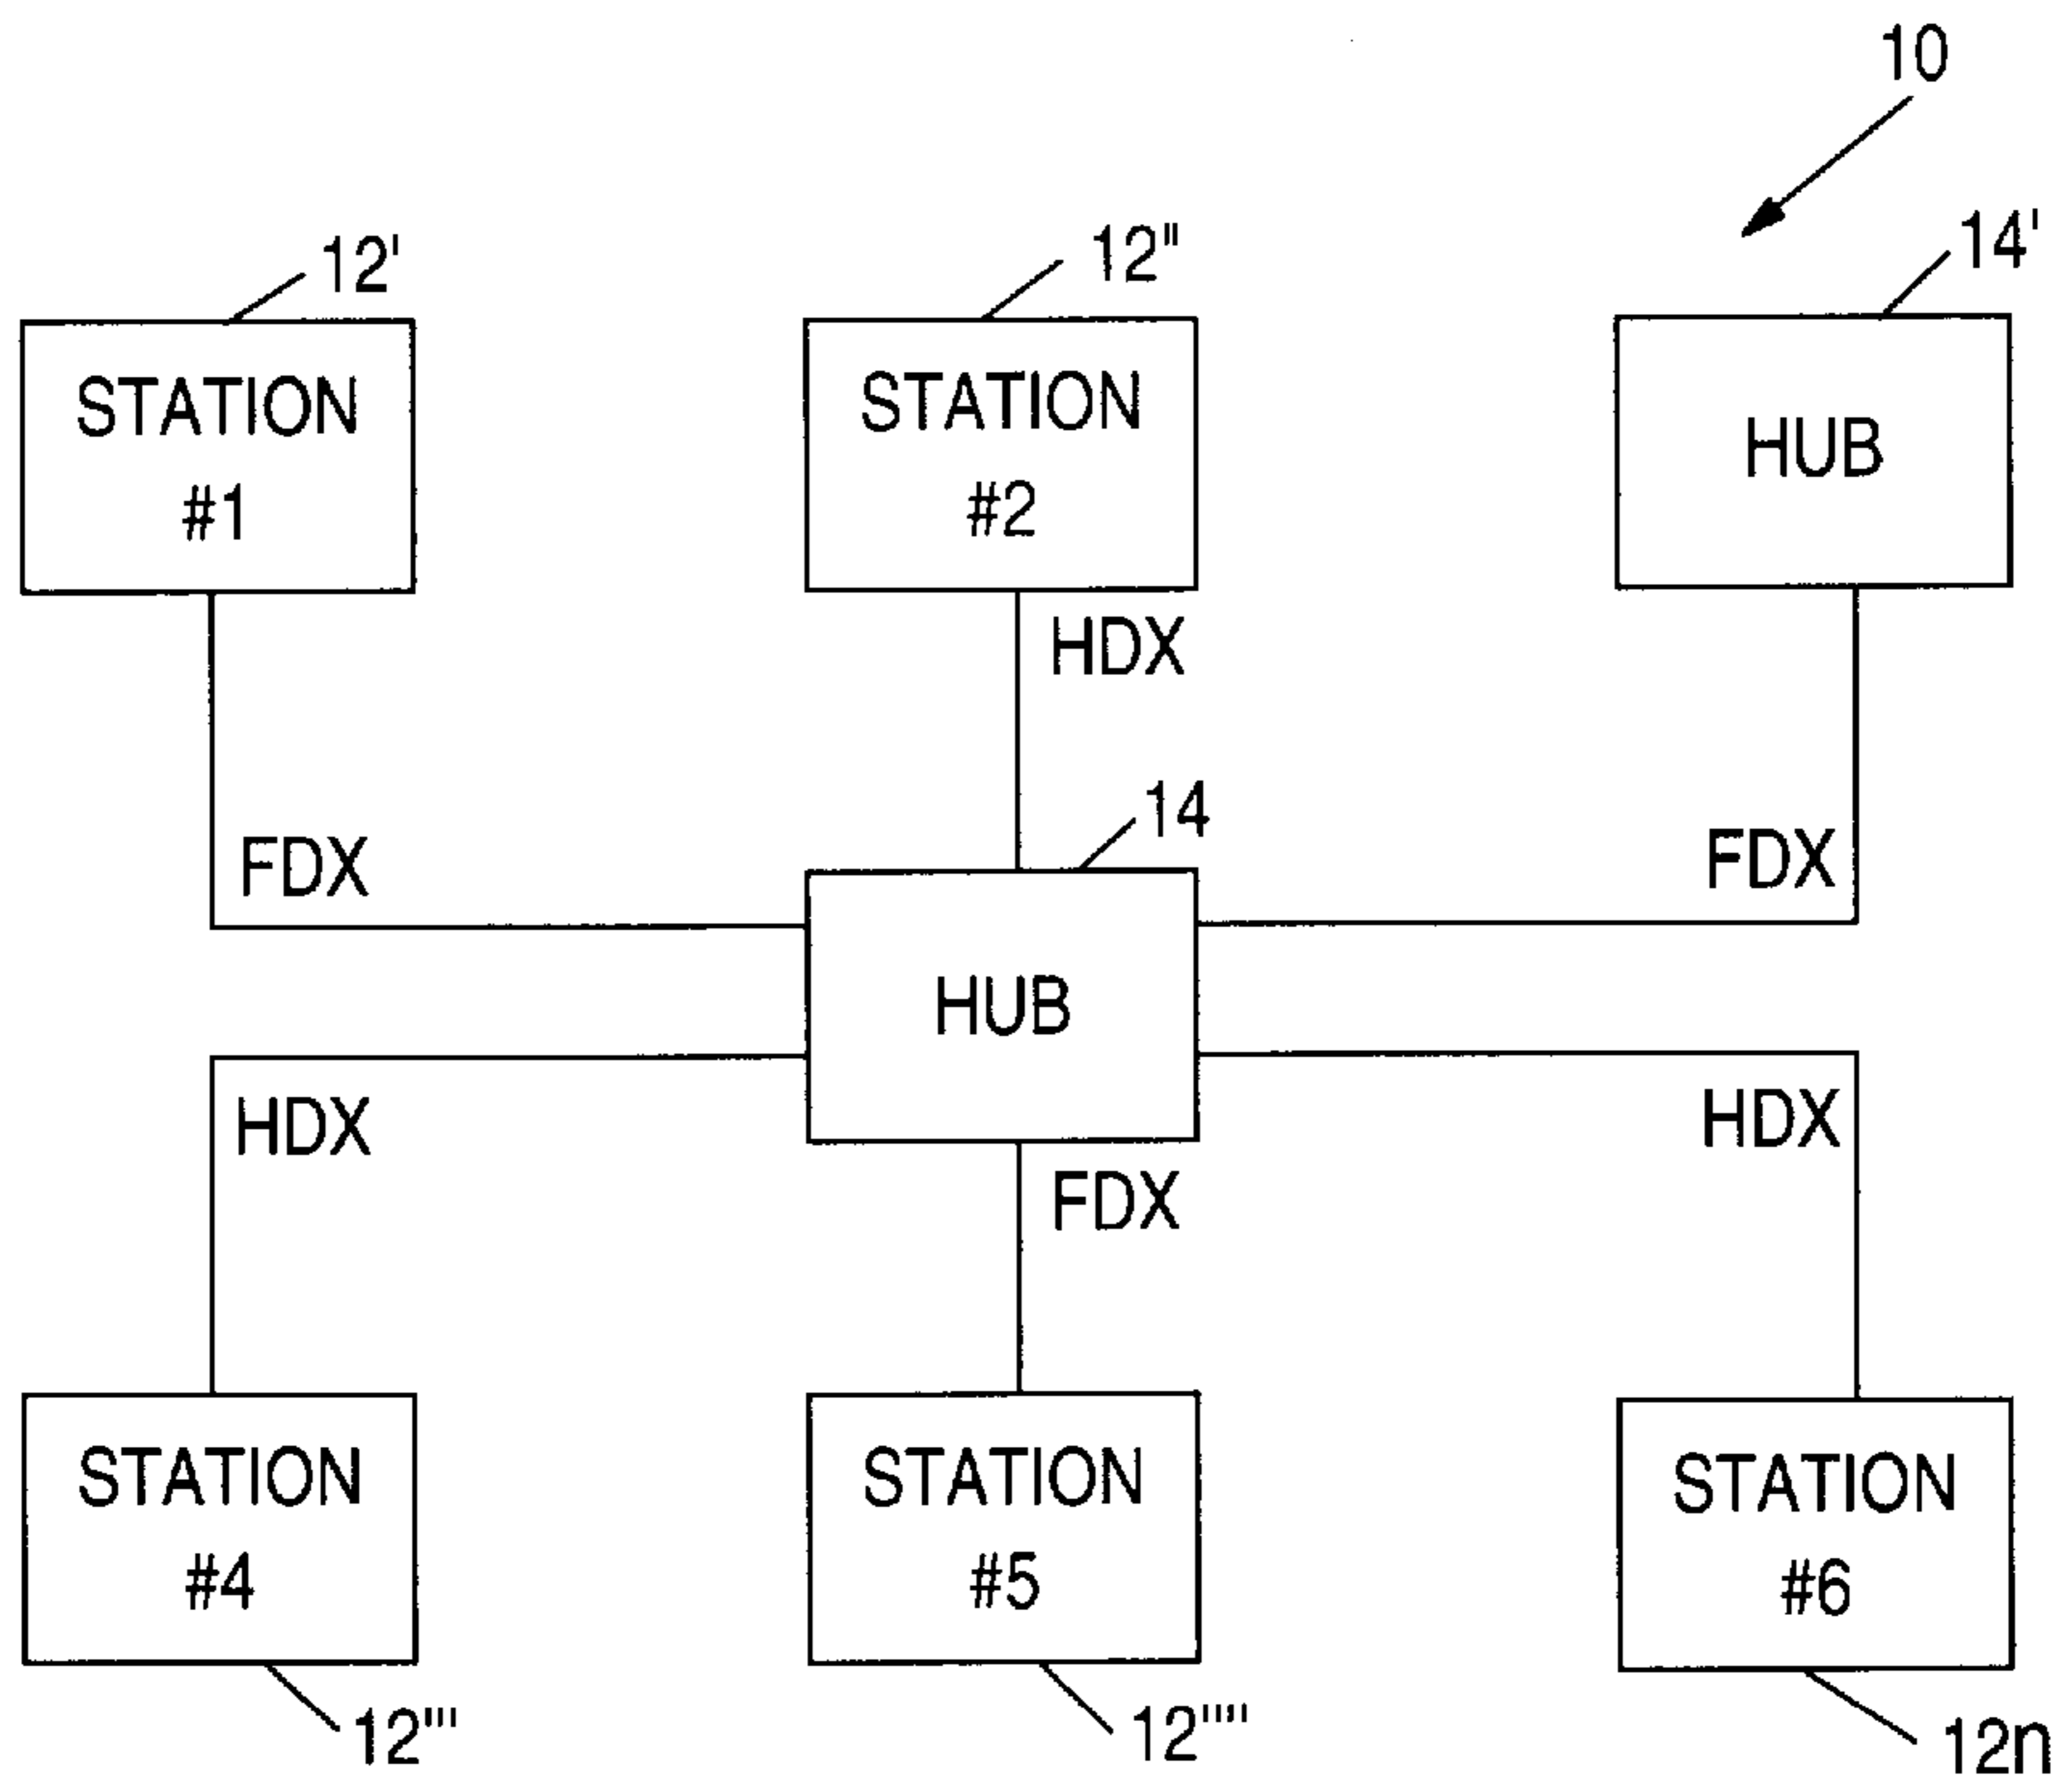 10
12'
12"
14'
STATION
#1
STATION
#2
HUB
HDX
14
FDX
FDX
HUB
HDX
HDX
FDX
STATION
#4
STATION
#5
STATION
#6
12"'
12""
12n